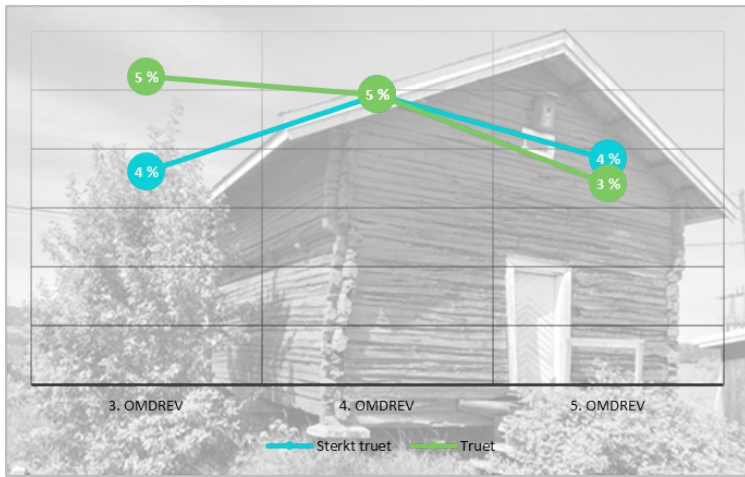 5 %
5 %
4 %
4 %
3 %
3. OMDREV 4. OMDREV 5. OMDREV
Sterkt truet Truet